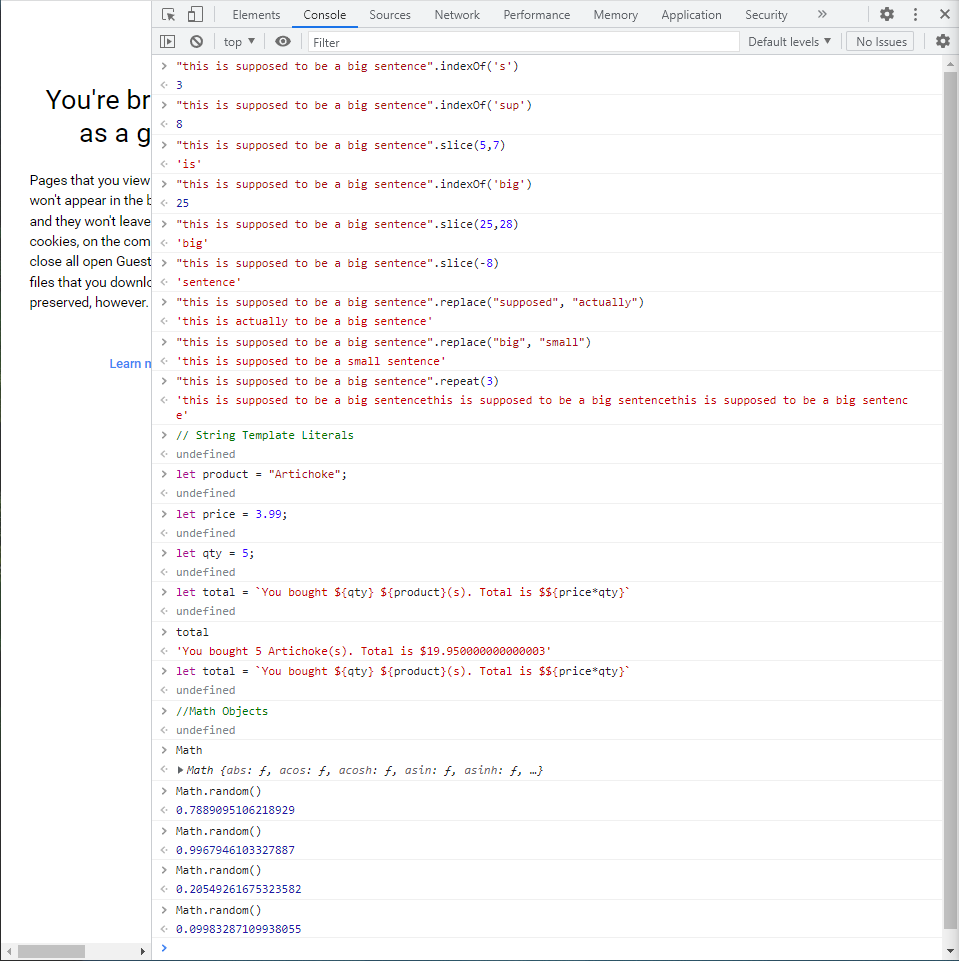 Elements Console Sources Network Performance Memory Application Security »
top ▼ Filter Default levels ▼ No Issues
You're br
as a g
Pages that you view
won't appear in the b
and they won't leave
cookies, on the com
close all open Guest
files that you downlo
preserved, however.
Learn n
> "this is supposed to be a big sentence".indexOf('s')
3
> "this is supposed to be a big sentence".indexOf('sup')
8
> "this is supposed to be a big sentence".slice(5,7)
'is'
> "this is supposed to be a big sentence".indexOf('big')
25
> "this is supposed to be a big sentence".slice(25,28)
'big'
> "this is supposed to be a big sentence".slice(-8)
'sentence'
> "this is supposed to be a big sentence".replace("supposed", "actually")
'this is actually to be a big sentence'
> "this is supposed to be a big sentence".replace("big", "small")
'this is supposed to be a small sentence'
> "this is supposed to be a big sentence".repeat(3)
'this is supposed to be a big sentencethis is supposed to be a big sentencethis is supposed to be a big sentenc
e'
> // String Template Literals
undefined
> let product = "Artichoke";
undefined
> let price = 3.99;
undefined
> let qty = 5;
undefined
> let total = `You bought ${qty} ${product}(s). Total is $${price*qty}`
undefined
> total
'You bought 5 Artichoke(s). Total is $19.950000000000003'
> let total = `You bought ${qty} ${product}(s). Total is $${price*qty}`
undefined
> //Math Objects
undefined
> Math
▶ Math {abs: ƒ, acos: ƒ, acosh: ƒ, asin: ƒ, asinh: ƒ, …}
> Math.random()
0.7889095106218929
> Math.random()
0.9967946103327887
> Math.random()
0.20549261675323582
> Math.random()
0.09983287109938055
>